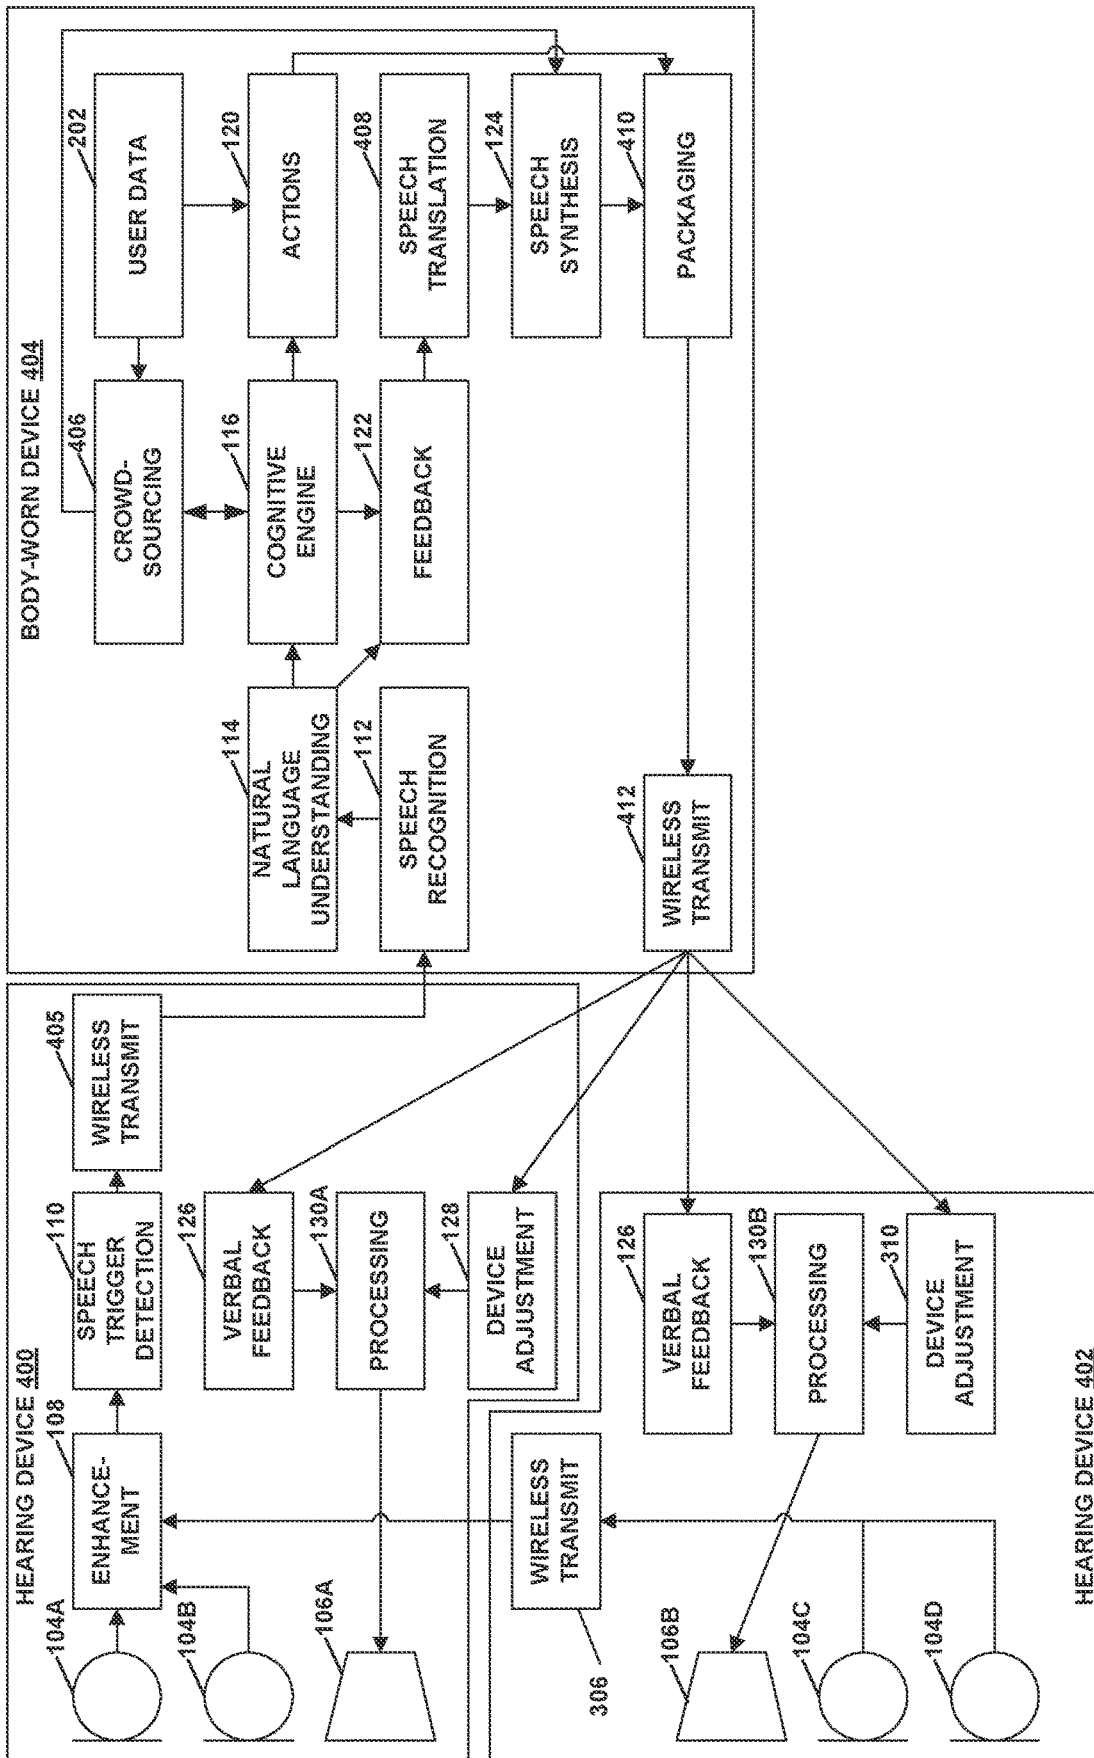 HEARING DEVICE 400
104A
104B
106A
108
ENHANCE-
MENT
110
SPEECH
TRIGGER
DETECTION
405
WIRELESS
TRANSMIT
126
VERBAL
FEEDBACK
130A
PROCESSING
128
DEVICE
ADJUSTMENT
BODY-WORN DEVICE 404
406
CROWD-
SOURCING
202
USER DATA
114
NATURAL
LANGUAGE
UNDERSTANDING
116
COGNITIVE
ENGINE
120
ACTIONS
112
SPEECH
RECOGNITION
122
FEEDBACK
408
SPEECH
TRANSLATION
124
SPEECH
SYNTHESIS
412
WIRELESS
TRANSMIT
410
PACKAGING
306
WIRELESS
TRANSMIT
126
VERBAL
FEEDBACK
130B
PROCESSING
310
DEVICE
ADJUSTMENT
106B
104C
104D
HEARING DEVICE 402